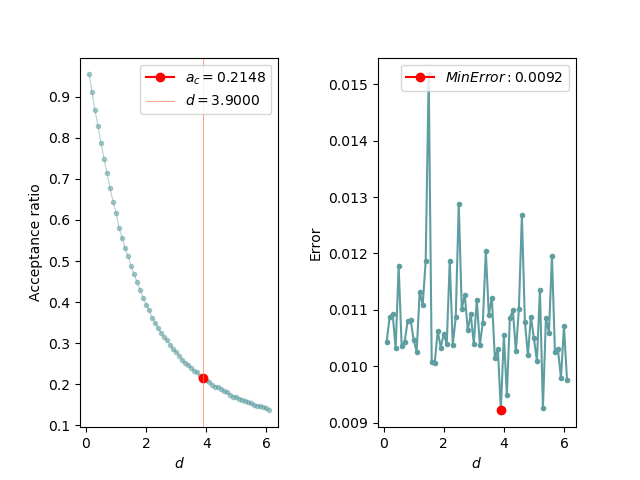 a_c = 0.2148
d = 3.9000
0.9
0.8
0.7
0.6
0.5
0.4
0.3
0.2
0.1
Acceptance ratio
0 2 4 6
d
MinError: 0.0092
0.015
0.014
0.013
0.012
0.011
0.010
0.009
Error
0 2 4 6
d